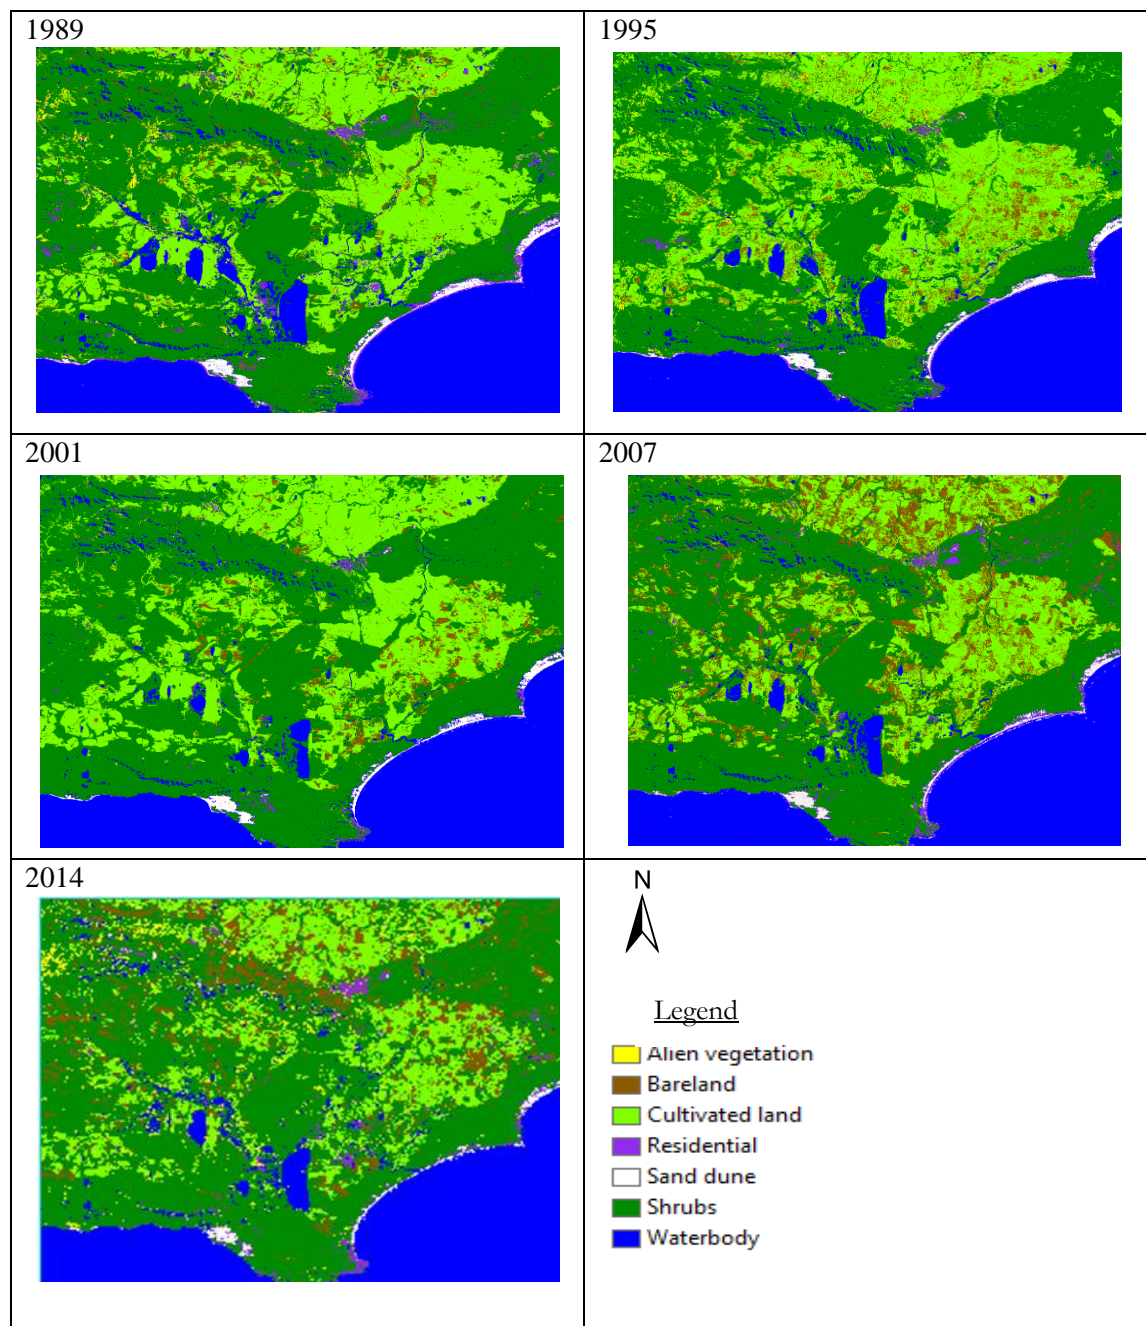 1989
1995
2001
2007
2014
N
Legend
Alien vegetation
Bareland
Cultivated land
Residential
Sand dune
Shrubs
Waterbody